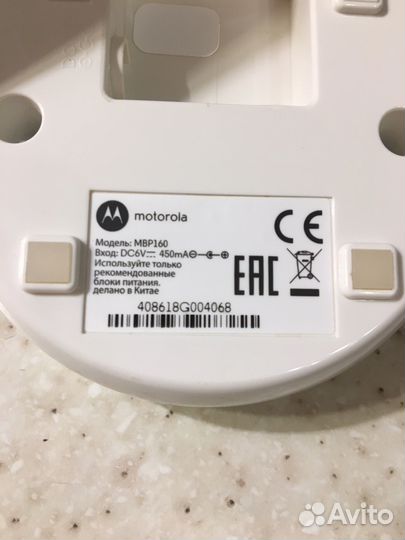 motorola
CE
Модель: MBP160
Вход: DC6V⎓ 450mA
Используйте только
рекомендованные
блоки питания.
делано в Китае
EAC
408618G004068
Avito